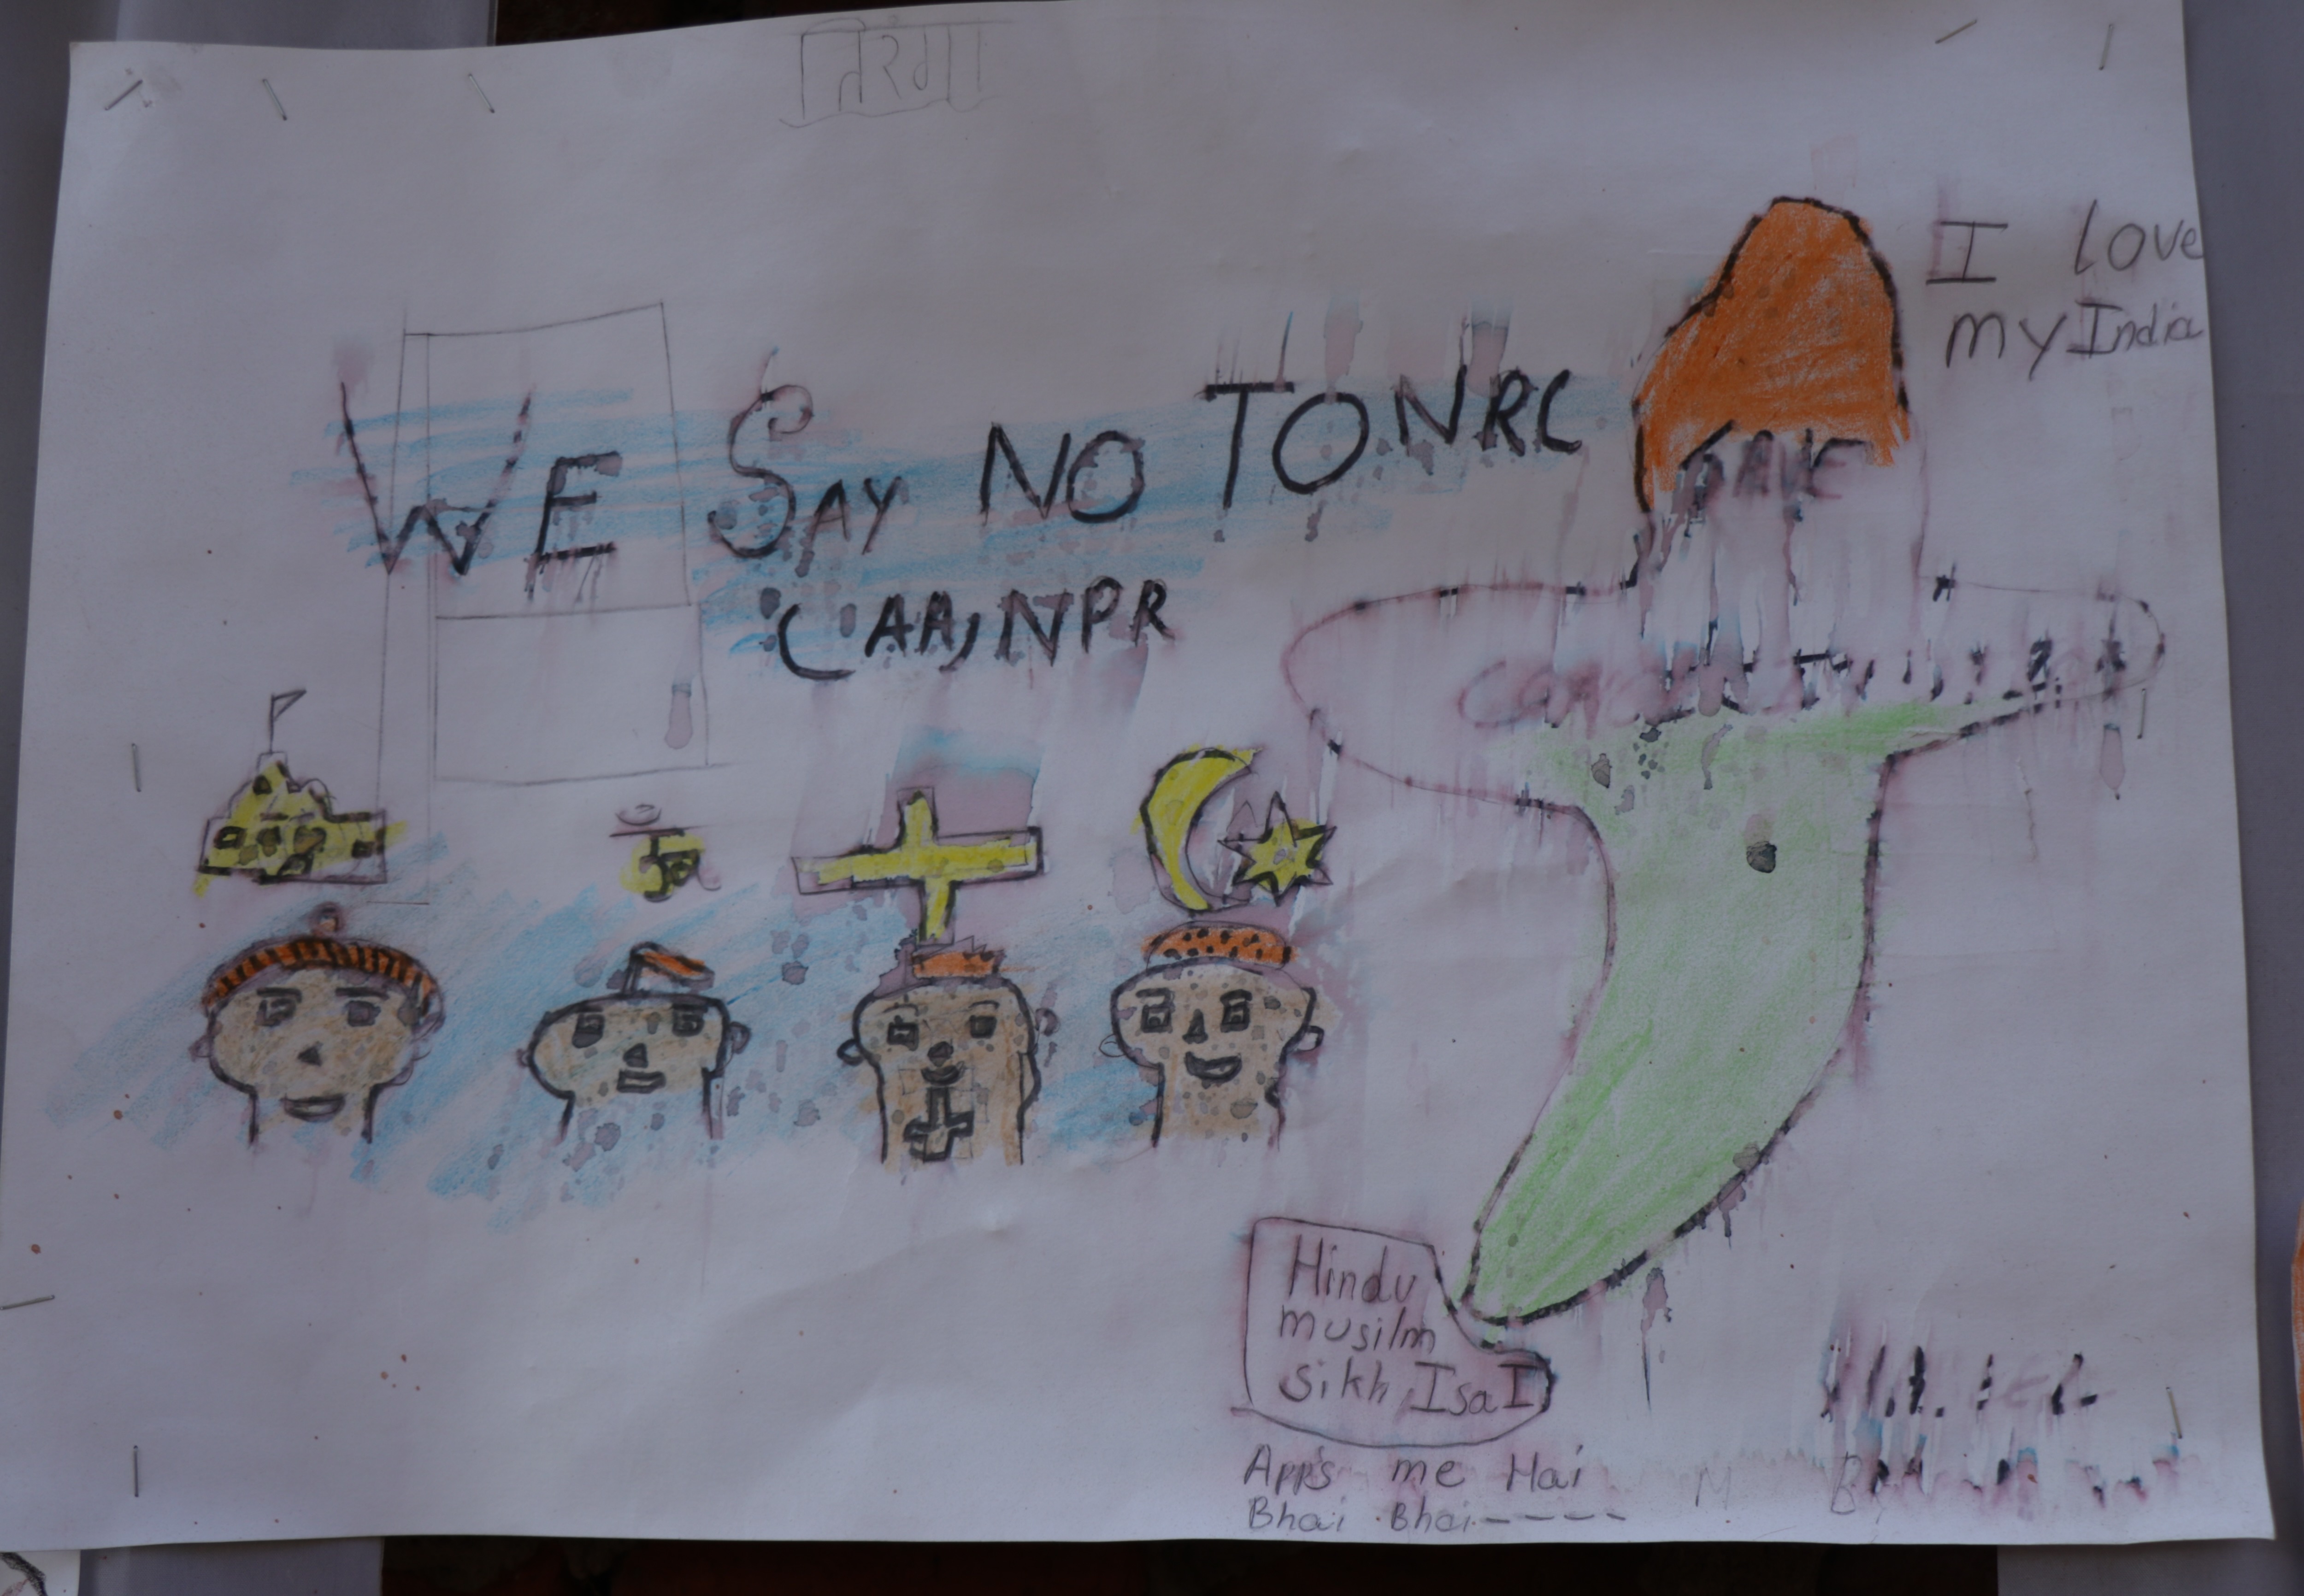 तिरंगा
I love
my India
WE SAY NO TO NRC
CAA, NPR
SAVE
ॐ
Hindu
musilm
sikh, IsaI
Apps me Hai
Bhai Bhai-----